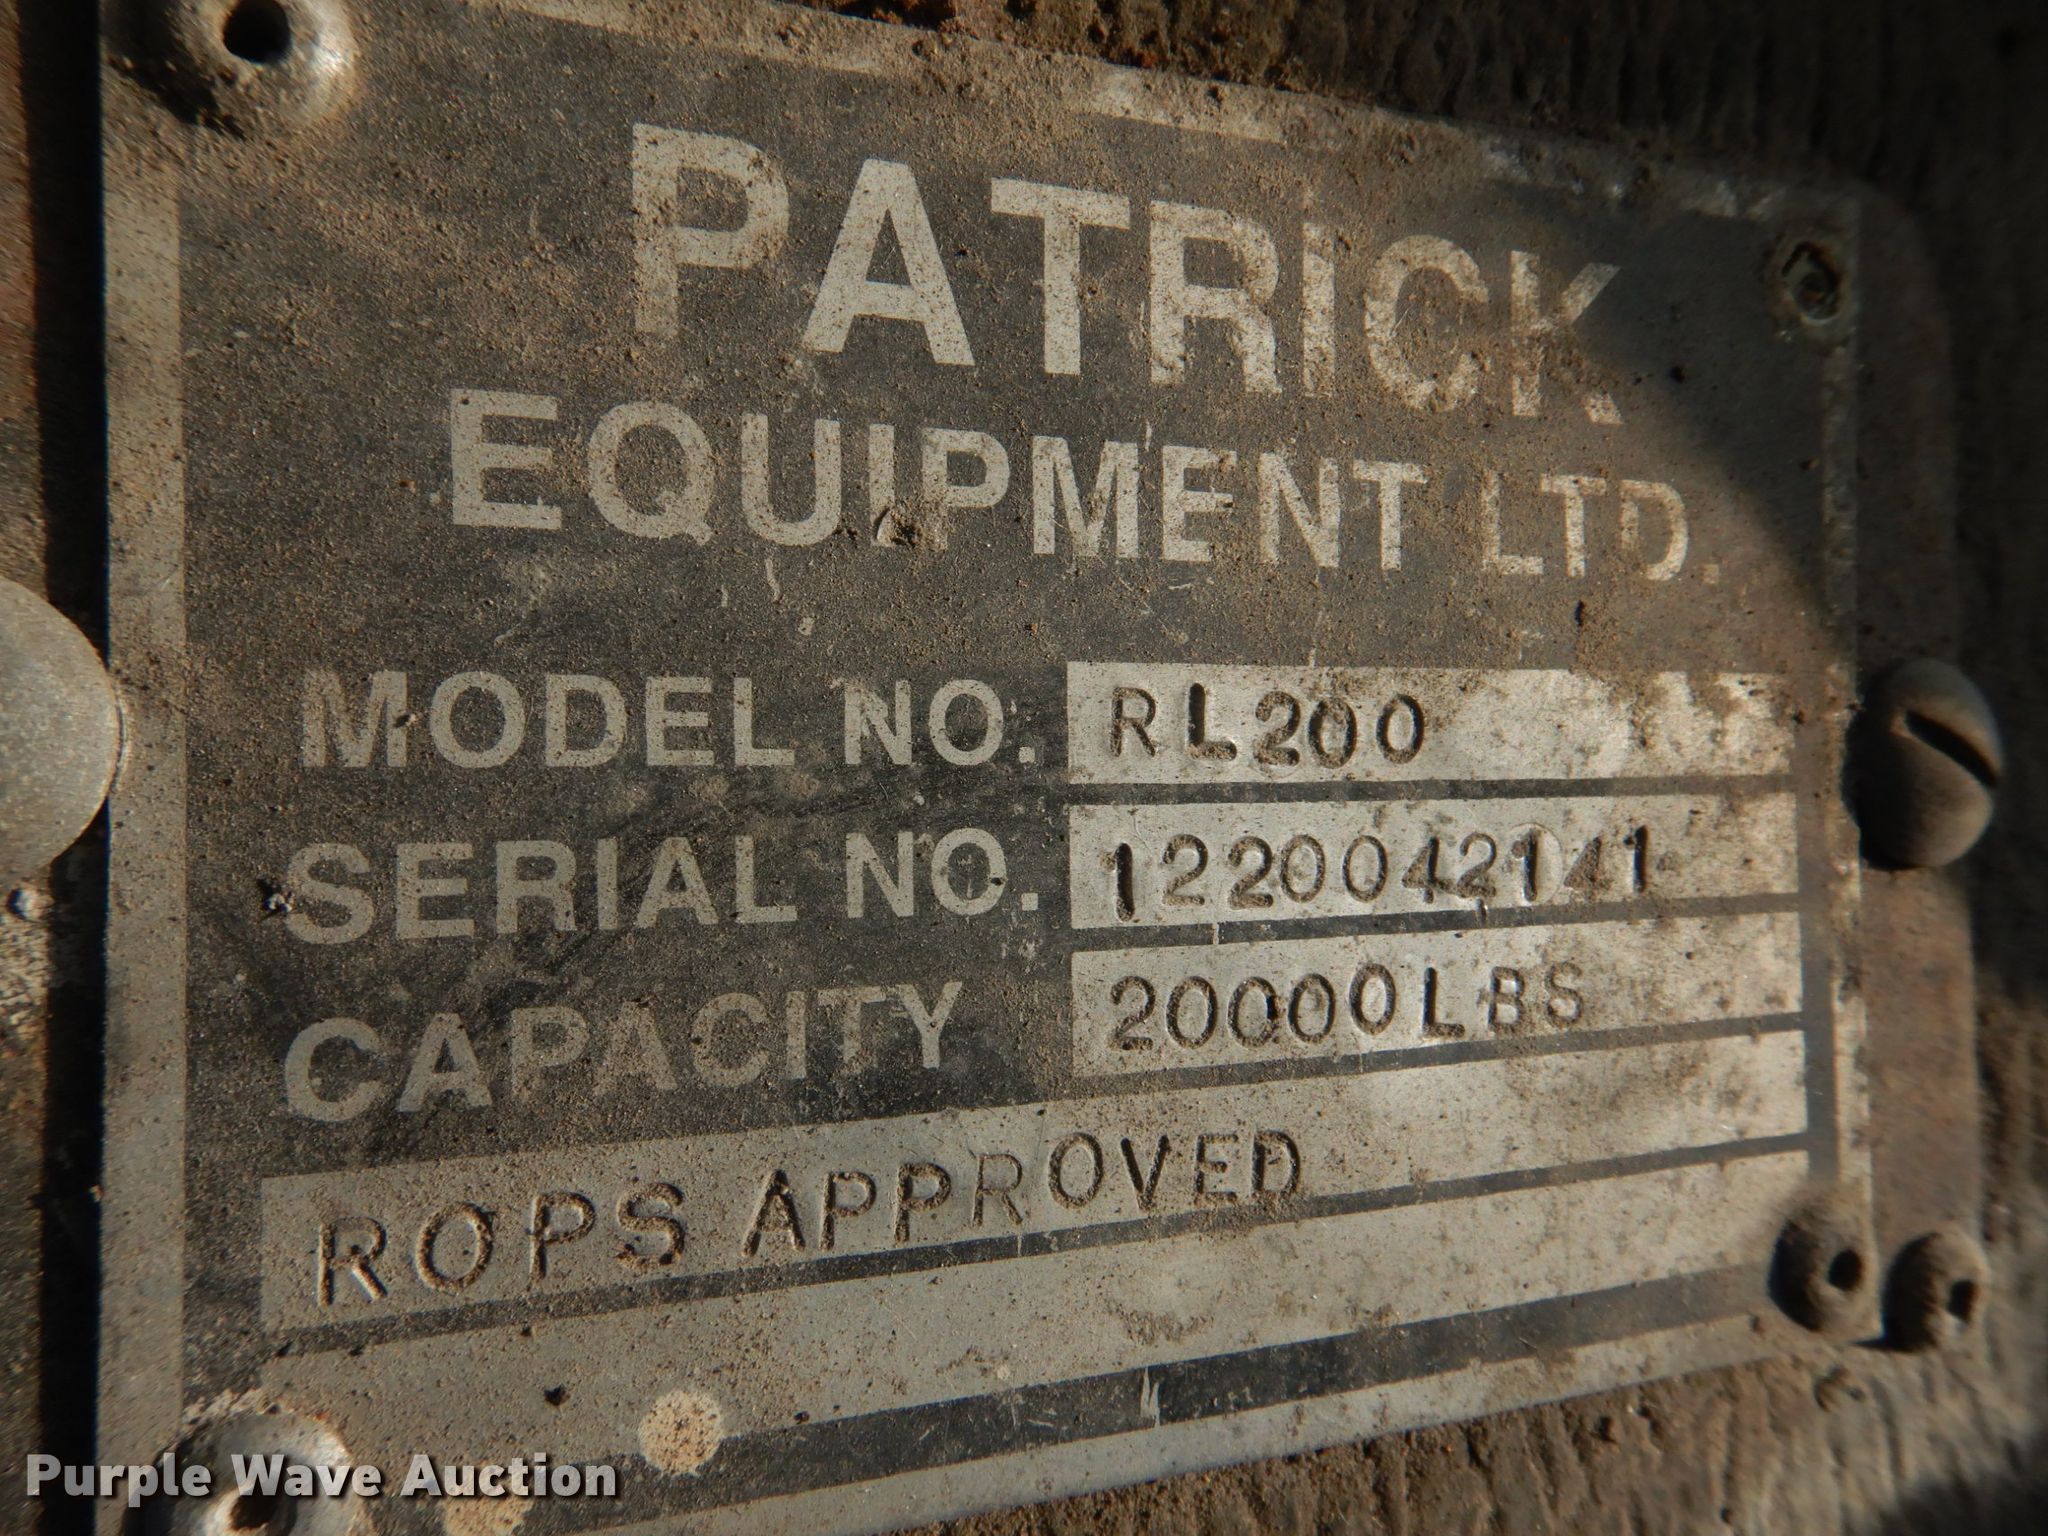 PATRICK
EQUIPMENT LTD.
MODEL NO. RL200
SERIAL NO. 1220042141
CAPACITY 20000LBS
ROPS APPROVED
Purple Wave Auction